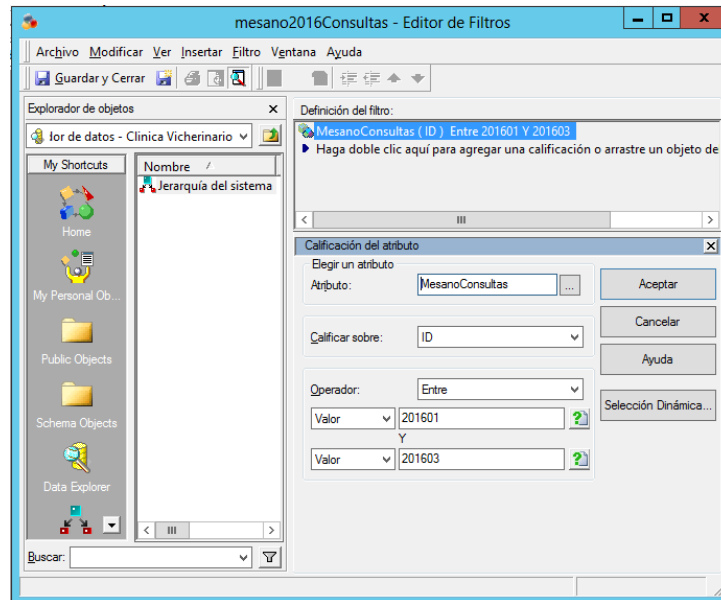 mesano2016Consultas - Editor de Filtros
Archivo Modificar Ver Insertar Filtro Ventana Ayuda
Guardar y Cerrar
Explorador de objetos
Definición del filtro:
dor de datos - Clinica Vicherinario
MesanoConsultas ( ID ) Entre 201601 Y 201603
Haga doble clic aquí para agregar una calificación o arrastre un objeto de
My Shortcuts
Nombre
Jerarquía del sistema
Home
My Personal Ob...
Public Objects
Schema Objects
Data Explorer
Calificación del atributo
Elegir un atributo
Atributo:
MesanoConsultas
...
Aceptar
Cancelar
Calificar sobre:
ID
Ayuda
Operador:
Entre
Selección Dinámica...
Valor
201601
Y
Valor
201603
Buscar: